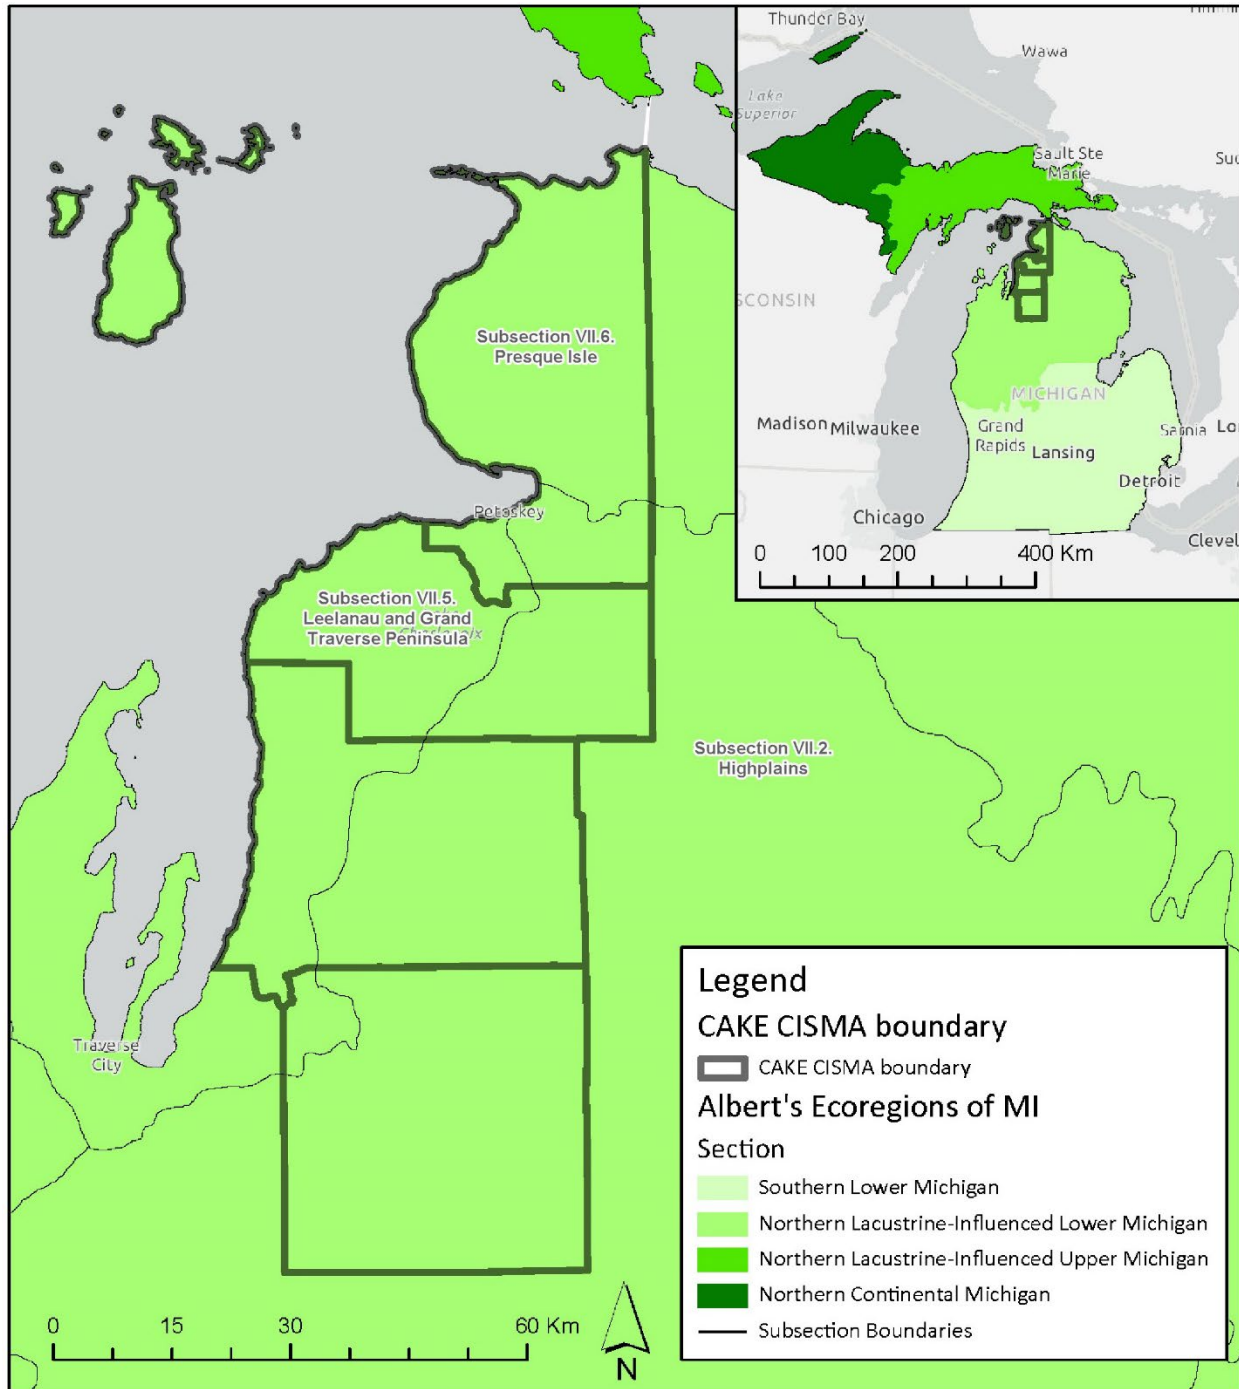 Subsection VII.6.
Presque Isle
Petoskey
Subsection VII.5.
Leelanau and Grand
Traverse Peninsula
Subsection VII.2.
Highplains
Traverse
City
0 15 30 60 Km
N
Thunder Bay
Wawa
Lake
Superior
Sault Ste
Marie
SCONSIN
MICHIGAN
Madison
Milwaukee
Grand
Rapids
Lansing
Sarnia
Detroit
Chicago
Clevel
0 100 200 400 Km
Legend
CAKE CISMA boundary
CAKE CISMA boundary
Albert's Ecoregions of MI
Section
Southern Lower Michigan
Northern Lacustrine-Influenced Lower Michigan
Northern Lacustrine-Influenced Upper Michigan
Northern Continental Michigan
Subsection Boundaries